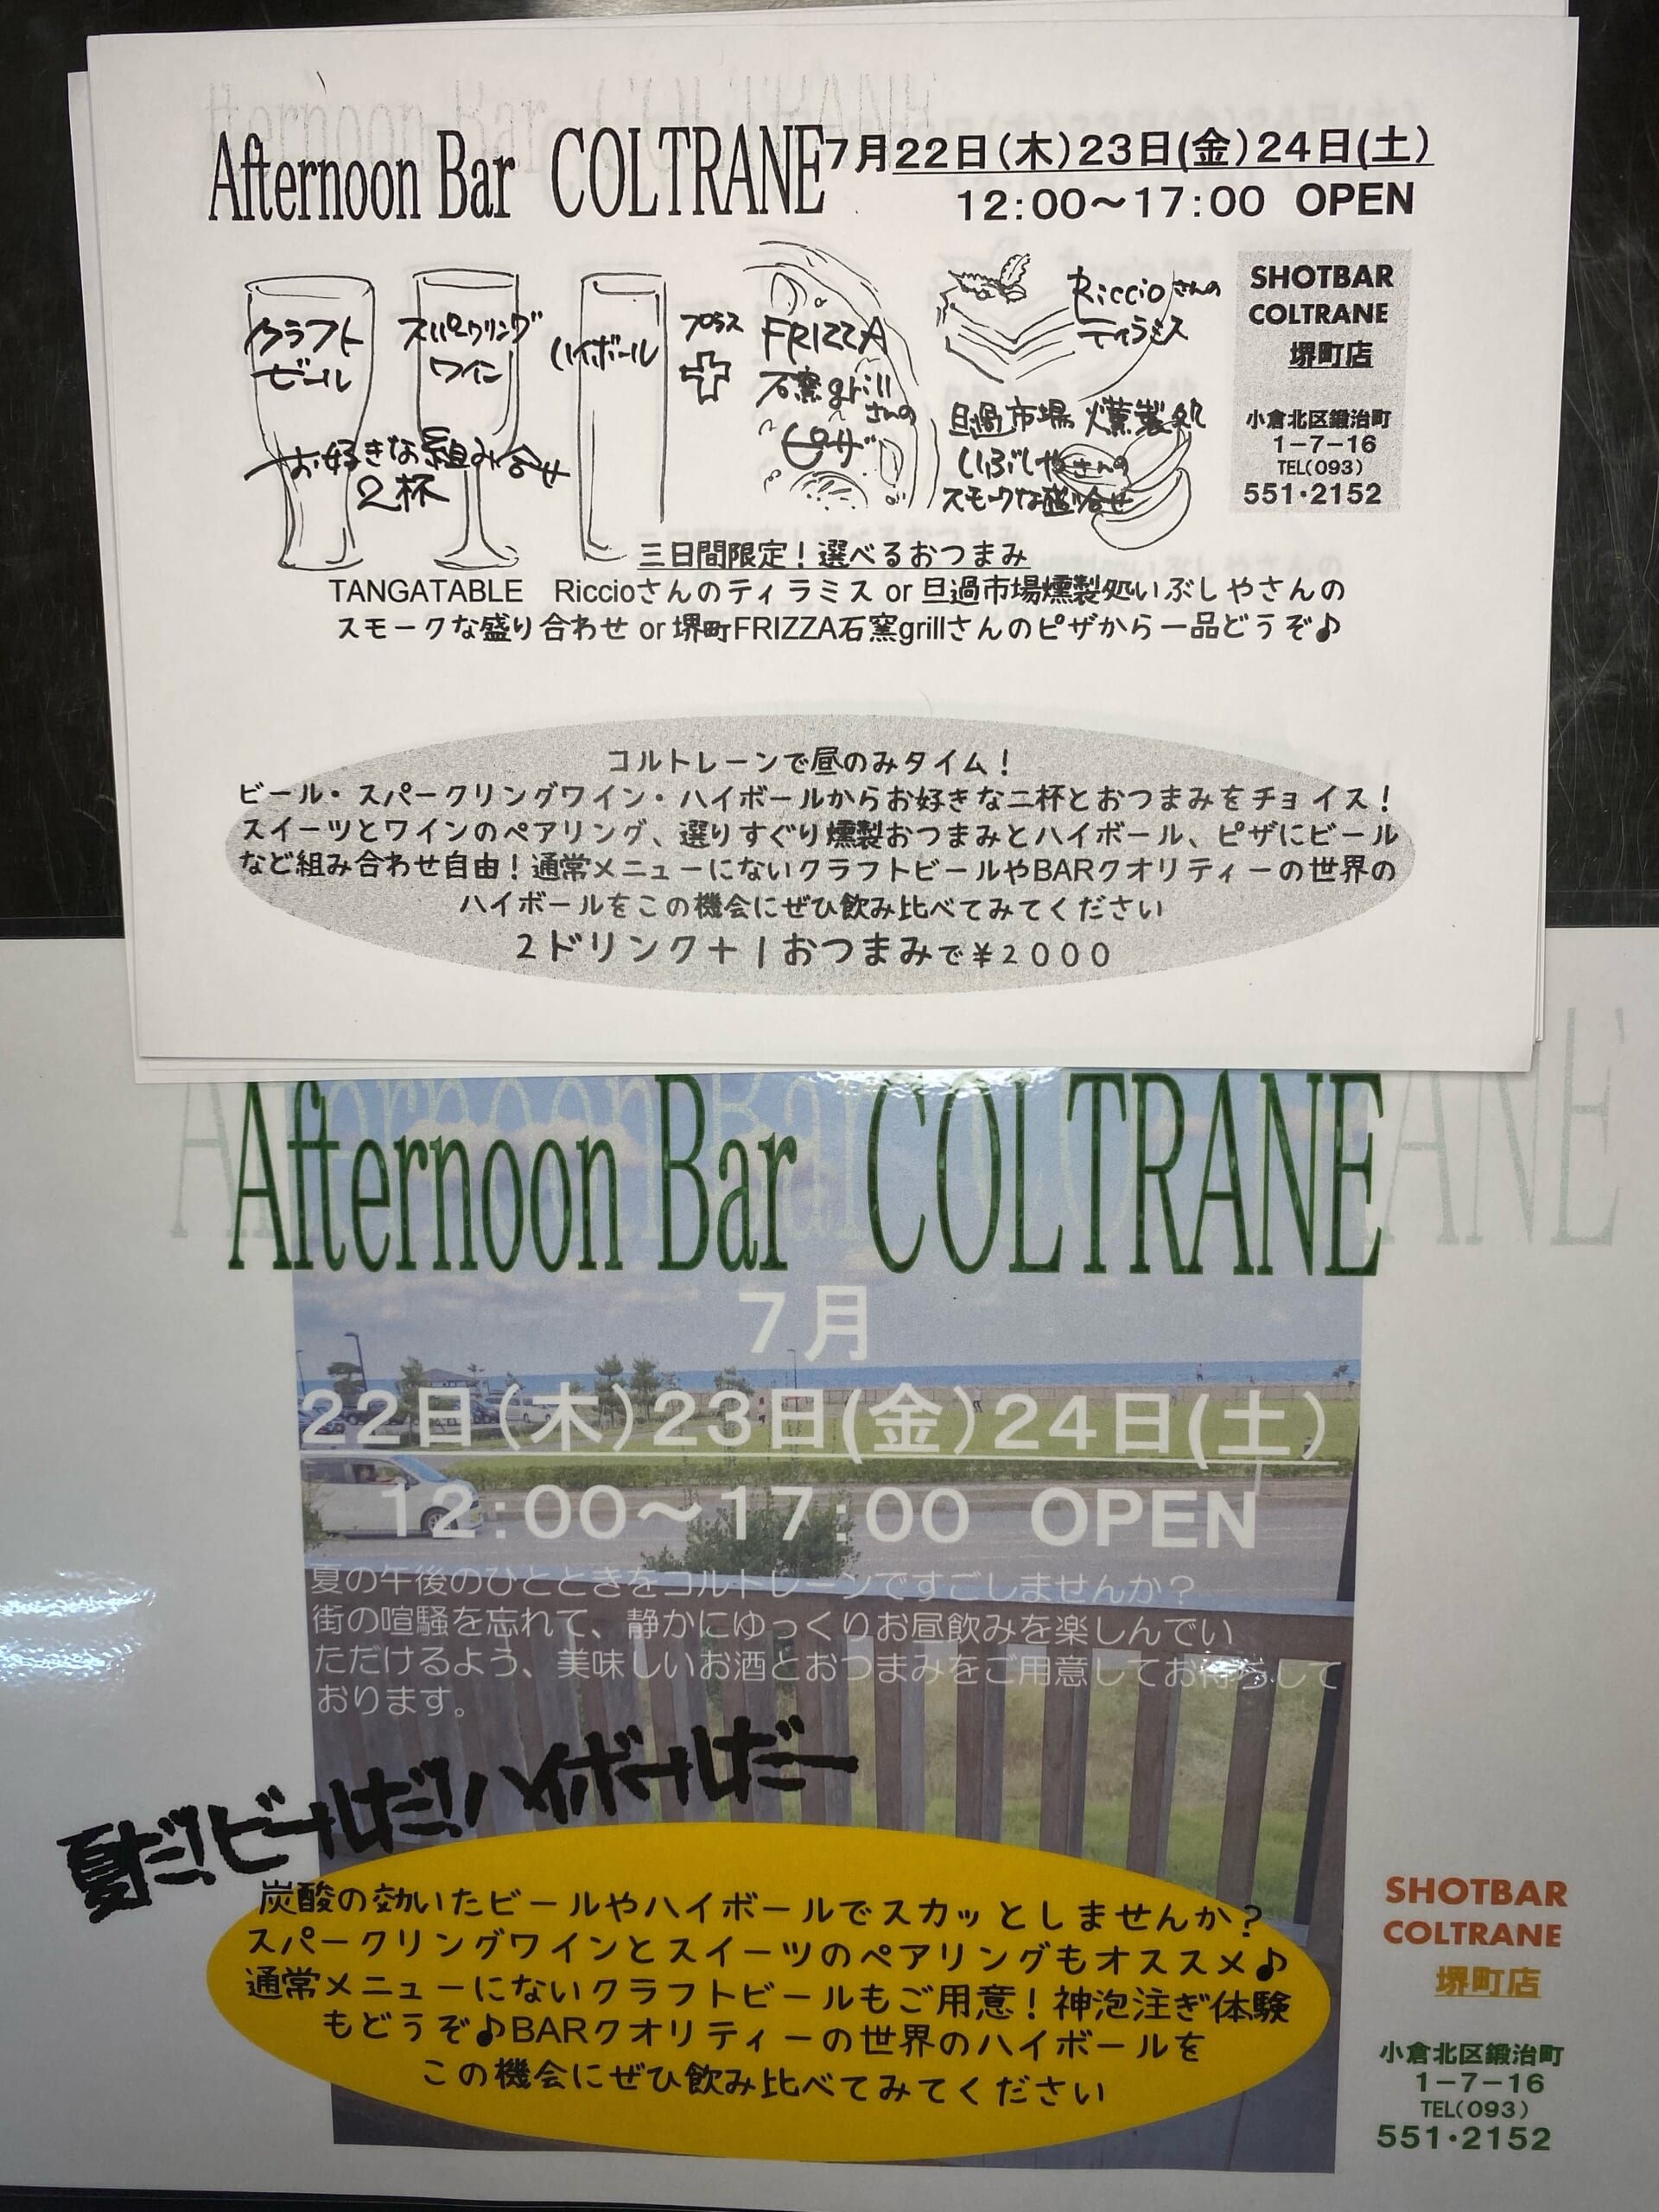 Afternoon Bar COLTRANE 7月22日(木)23日(金)24日(土)
12:00～17:00 OPEN
クラフト
ビール
スパークリング
ワイン
ハイボール
お好きな組み合せ
2杯
プラス
FRIZZA
石窯grill
さんの
ピザ
Riccioさんの
ティラミス
旦過市場 燻製処
いぶしやさんの
スモークな盛り合せ
SHOTBAR
COLTRANE
堺町店
小倉北区鍛治町
1-7-16
TEL(093)
551・2152
三日間限定！選べるおつまみ
TANGATABLE Riccioさんのティラミス or 旦過市場燻製処いぶしやさんの
スモークな盛り合わせ or 堺町FRIZZA石窯grillさんのピザから一品どうぞ♪
コルトレーンで昼のみタイム！
ビール・スパークリングワイン・ハイボールからお好きな二杯とおつまみをチョイス！
スイーツとワインのペアリング、選りすぐり燻製おつまみとハイボール、ピザにビール
など組み合わせ自由！通常メニューにないクラフトビールやBARクオリティーの世界の
ハイボールをこの機会にぜひ飲み比べてみてください
2ドリンク＋1おつまみで¥2000
Afternoon Bar COLTRANE
7月
22日(木)23日(金)24日(土)
12:00～17:00 OPEN
夏の午後のひとときをコルトレーンですごしませんか？
街の喧騒を忘れて、静かにゆっくりお昼飲みを楽しんでい
ただけるよう、美味しいお酒とおつまみをご用意してお待ちして
おります。
夏だ!ビールだ!ハイボールだー
炭酸の効いたビールやハイボールでスカッとしませんか？
スパークリングワインとスイーツのペアリングもオススメ♪
通常メニューにないクラフトビールもご用意！神泡注ぎ体験
もどうぞ♪BARクオリティーの世界のハイボールを
この機会にぜひ飲み比べてみてください
SHOTBAR
COLTRANE
堺町店
小倉北区鍛治町
1-7-16
TEL(093)
551・2152